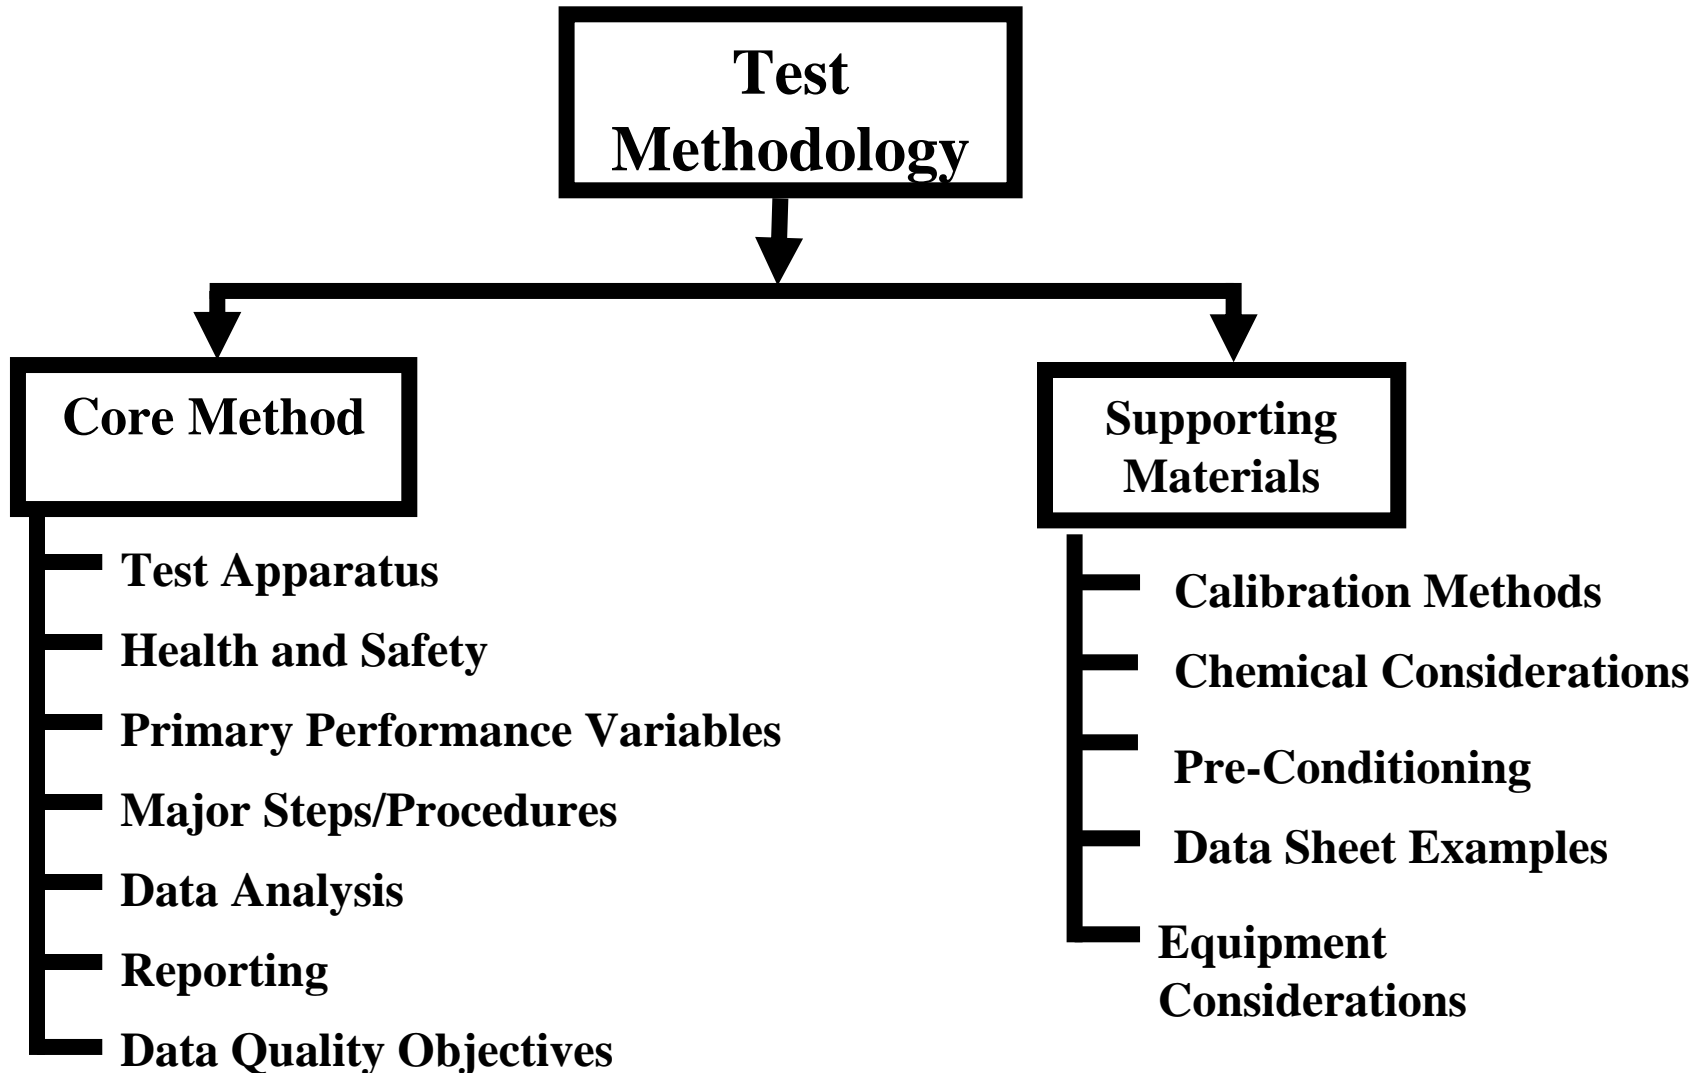 Test
Methodology
Core Method
Test Apparatus
Health and Safety
Primary Performance Variables
Major Steps/Procedures
Data Analysis
Reporting
Data Quality Objectives
Supporting
Materials
Calibration Methods
Chemical Considerations
Pre-Conditioning
Data Sheet Examples
Equipment
Considerations